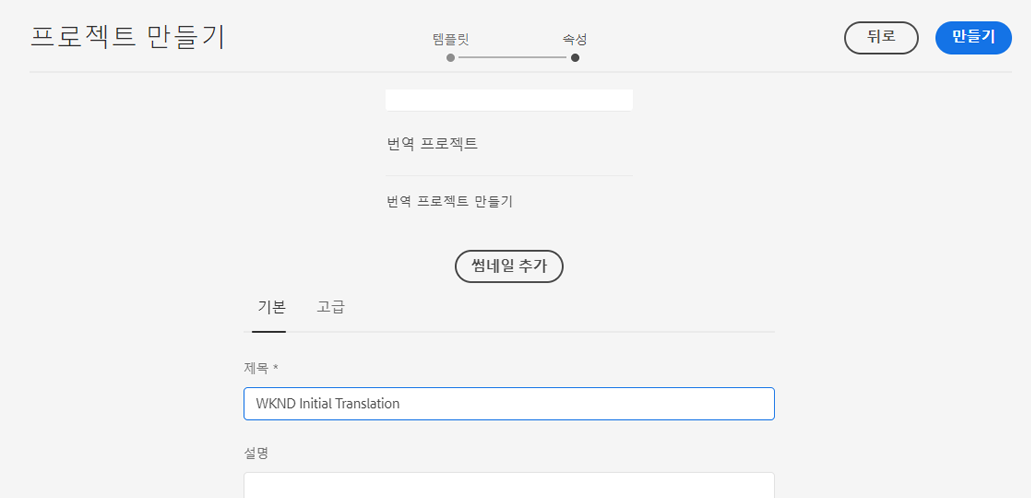 프로젝트 만들기
템플릿 속성
뒤로 만들기
번역 프로젝트
번역 프로젝트 만들기
썸네일 추가
기본 고급
제목 *
WKND Initial Translation
설명